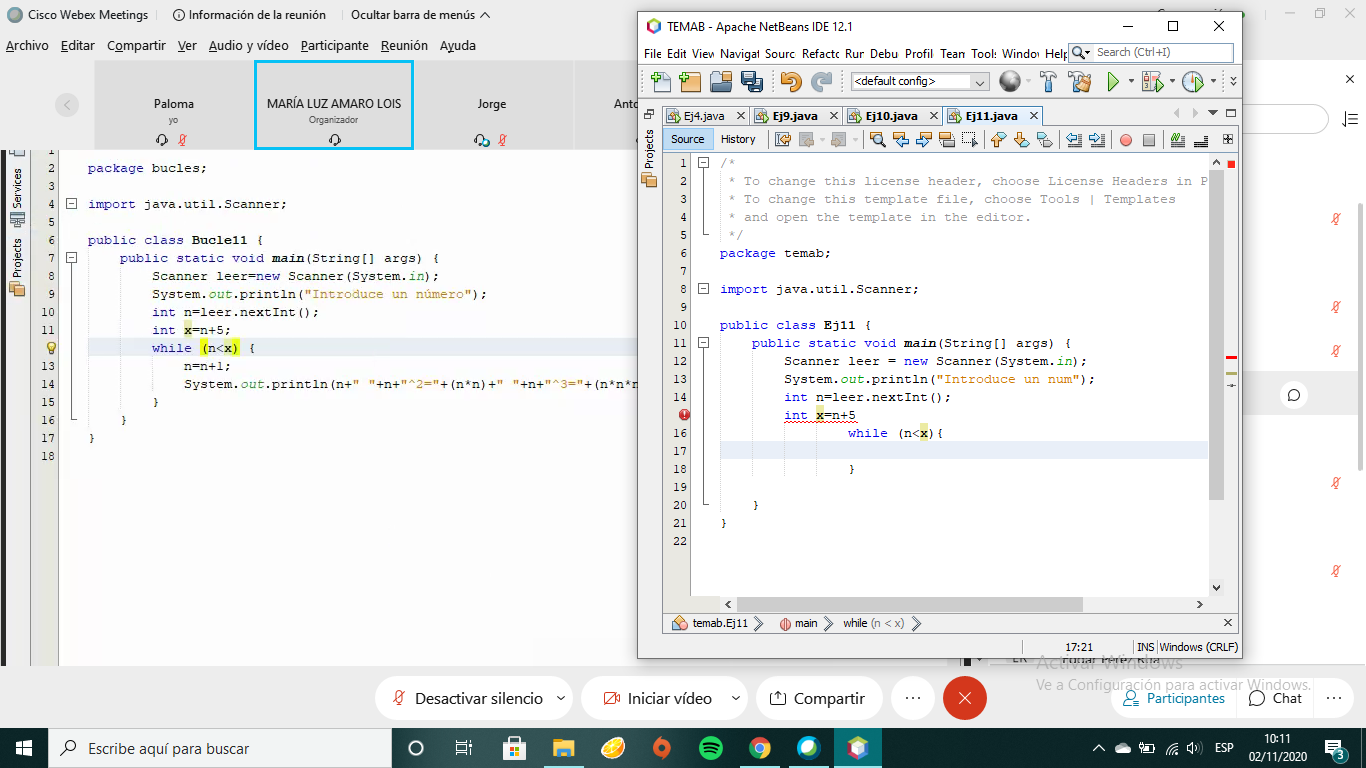 Cisco Webex Meetings Información de la reunión Ocultar barra de menús
Archivo Editar Compartir Ver Audio y vídeo Participante Reunión Ayuda
Paloma
yo
MARÍA LUZ AMARO LOIS
Organizador
Jorge
Services
Projects
1
2 package bucles;
3
4 import java.util.Scanner;
5
6 public class Bucle11 {
7 public static void main(String[] args) {
8 Scanner leer=new Scanner(System.in);
9 System.out.println("Introduce un número");
10 int n=leer.nextInt();
11 int x=n+5;
12 while (n<x) {
13 n=n+1;
14 System.out.println(n+" "+n+"^2="+(n*n)+" "+n+"^3="+(n*n*n
15 }
16 }
17 }
18
TEMAB - Apache NetBeans IDE 12.1
File Edit View Navigat Sourc Refacto Run Debu Profil Team Tools Window Help Search (Ctrl+I)
<default config>
Ej4.java Ej9.java Ej10.java Ej11.java
Source History
Projects
1 /*
2 * To change this license header, choose License Headers in P
3 * To change this template file, choose Tools | Templates
4 * and open the template in the editor.
5 */
6 package temab;
7
8 import java.util.Scanner;
9
10 public class Ej11 {
11 public static void main(String[] args) {
12 Scanner leer = new Scanner(System.in);
13 System.out.println("Introduce un num");
14 int n=leer.nextInt();
int x=n+5
16 while (n<x){
17
18 }
19
20 }
21 }
22
temab.Ej11 main while (n < x)
17:21 INS Windows (CRLF)
Activar Windows
Ve a Configuración para activar Windows.
Desactivar silencio Iniciar vídeo Compartir Participantes Chat
Escribe aquí para buscar
ESP
10:11
02/11/2020
3